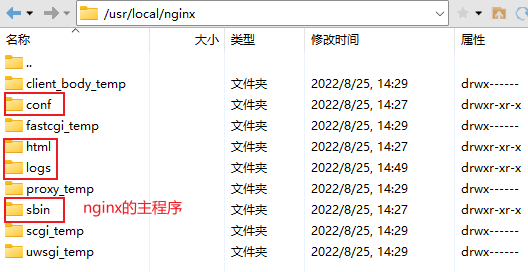 /usr/local/nginx
名称 大小 类型 修改时间 属性
..
client_body_temp 文件夹 2022/8/25, 14:29 drwx------
conf 文件夹 2022/8/25, 14:27 drwxr-xr-x
fastcgi_temp 文件夹 2022/8/25, 14:29 drwx------
html 文件夹 2022/8/25, 14:27 drwxr-xr-x
logs 文件夹 2022/8/25, 14:49 drwxr-xr-x
proxy_temp 文件夹 2022/8/25, 14:29 drwx------
sbin nginx的主程序 文件夹 2022/8/25, 14:27 drwxr-xr-x
scgi_temp 文件夹 2022/8/25, 14:29 drwx------
uwsgi_temp 文件夹 2022/8/25, 14:29 drwx------